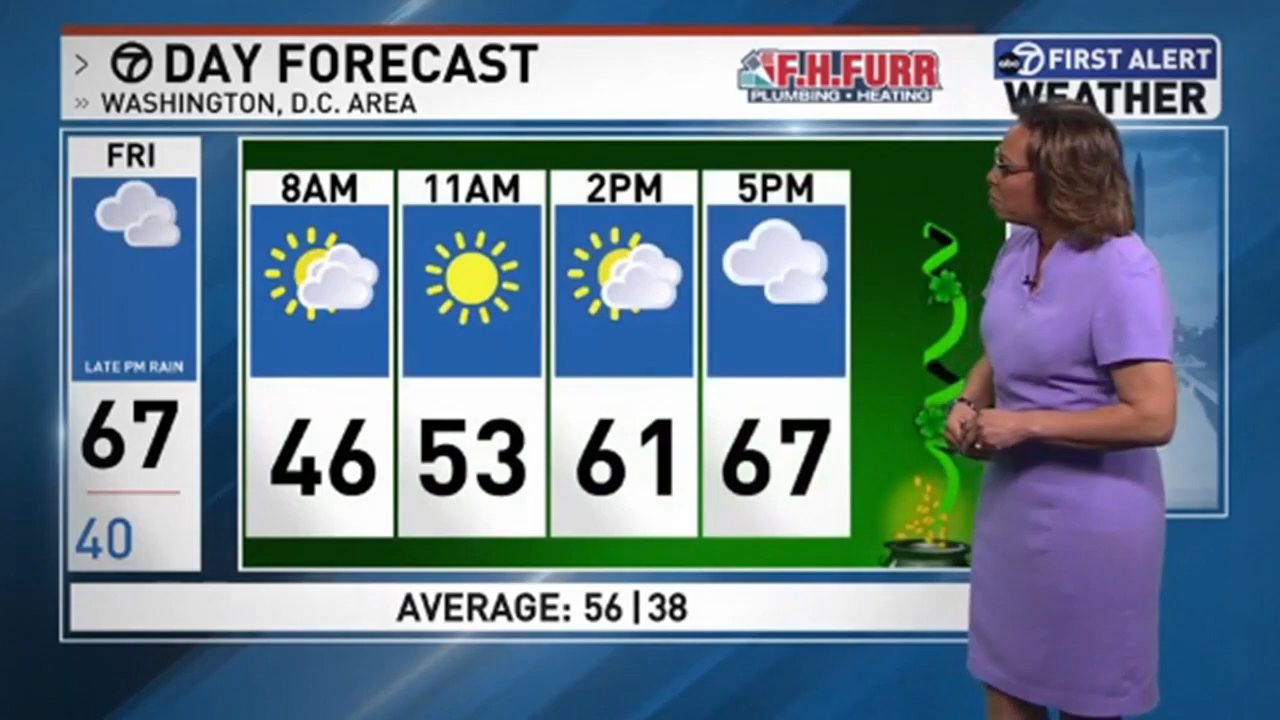 > 7 DAY FORECAST
» WASHINGTON, D.C. AREA
F.H. FURR
PLUMBING • HEATING
abc 7 FIRST ALERT
WEATHER
FRI
LATE PM RAIN
67
40
8AM 11AM 2PM 5PM
46 53 61 67
AVERAGE: 56 | 38